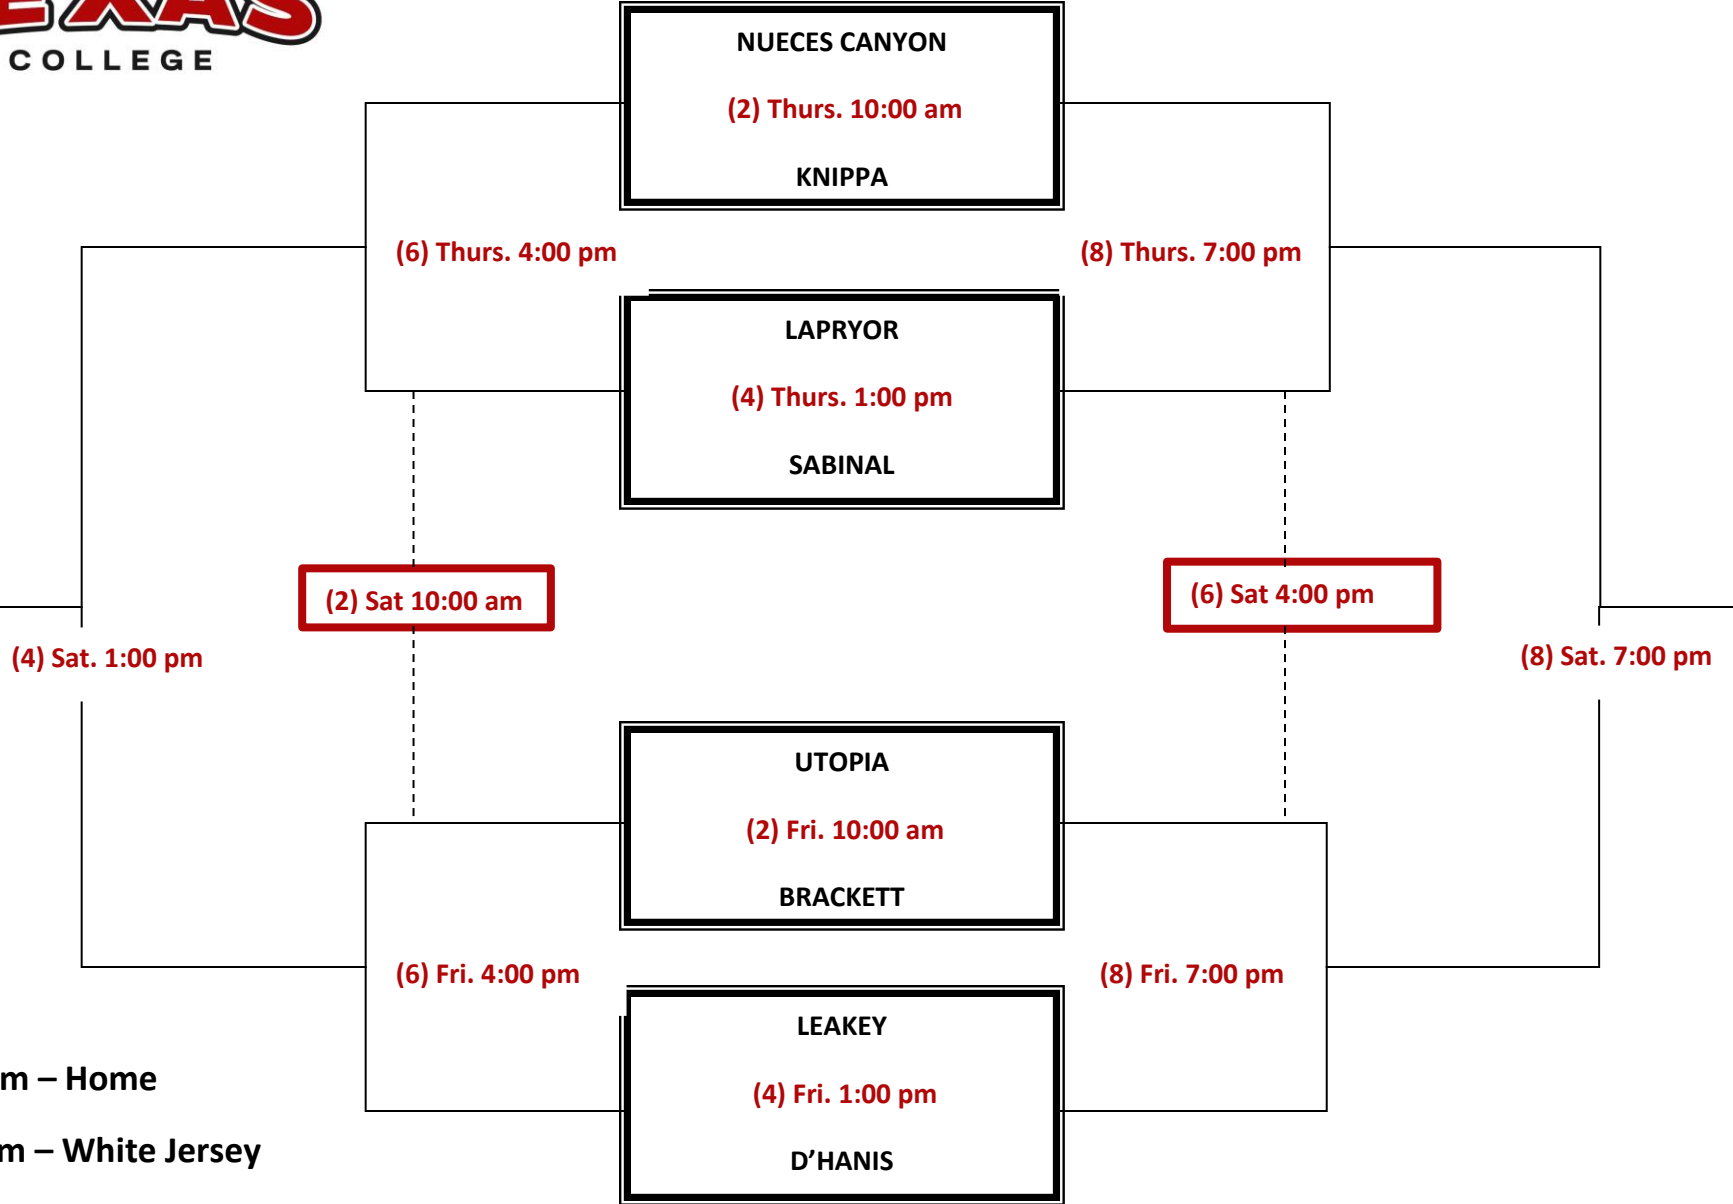 COLLEGE
NUECES CANYON
(2) Thurs. 10:00 am
KNIPPA
(6) Thurs. 4:00 pm
(8) Thurs. 7:00 pm
LAPRYOR
(4) Thurs. 1:00 pm
SABINAL
(2) Sat 10:00 am
(6) Sat 4:00 pm
(4) Sat. 1:00 pm
(8) Sat. 7:00 pm
UTOPIA
(2) Fri. 10:00 am
BRACKETT
(6) Fri. 4:00 pm
(8) Fri. 7:00 pm
LEAKEY
(4) Fri. 1:00 pm
D’HANIS
m – Home
m – White Jersey